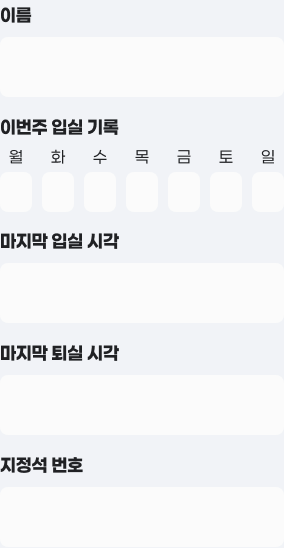 이름
이번주 입실 기록
월 화 수 목 금 토 일
마지막 입실 시각
마지막 퇴실 시각
지정석 번호